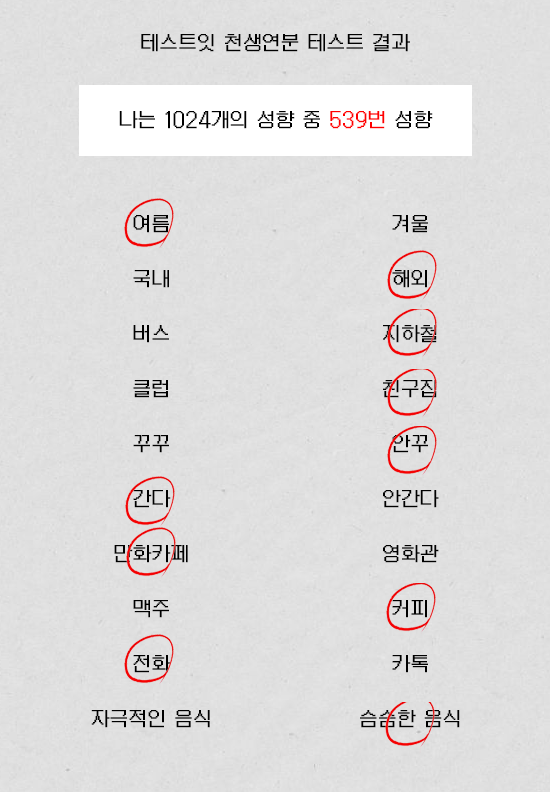 테스트잇 천생연분 테스트 결과
나는 1024개의 성향 중 539번 성향
여름 겨울
국내 해외
버스 지하철
클럽 친구집
꾸꾸 안꾸
간다 안간다
만화카페 영화관
맥주 커피
전화 카톡
자극적인 음식 슴슴한 음식